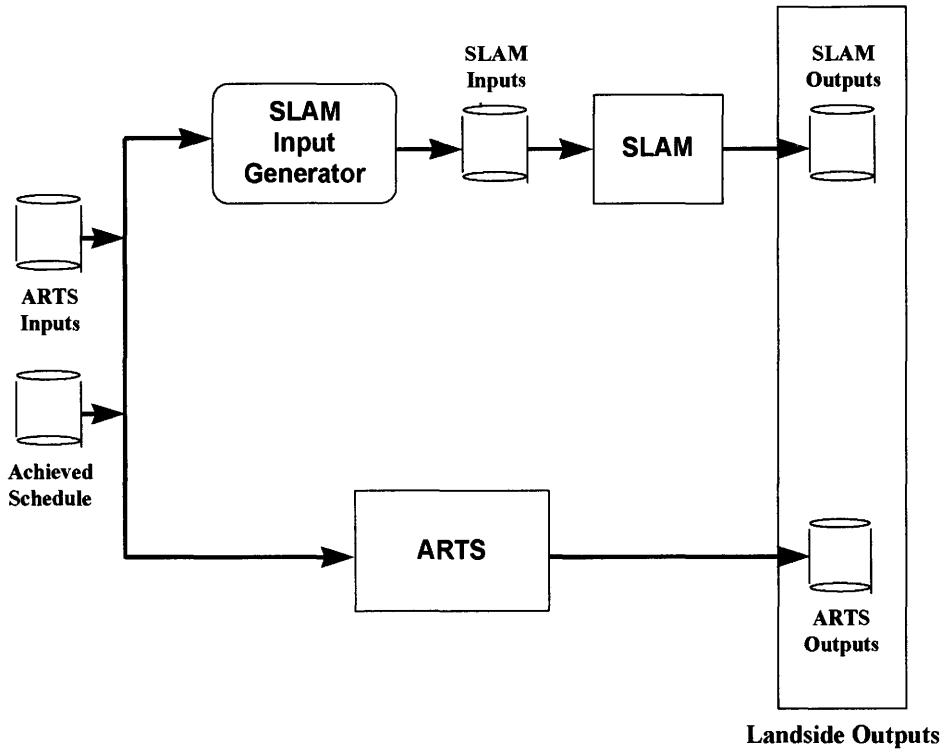 SLAM
Inputs
SLAM
Outputs
SLAM
Input
Generator
SLAM
ARTS
Inputs
Achieved
Schedule
ARTS
ARTS
Outputs
Landside Outputs